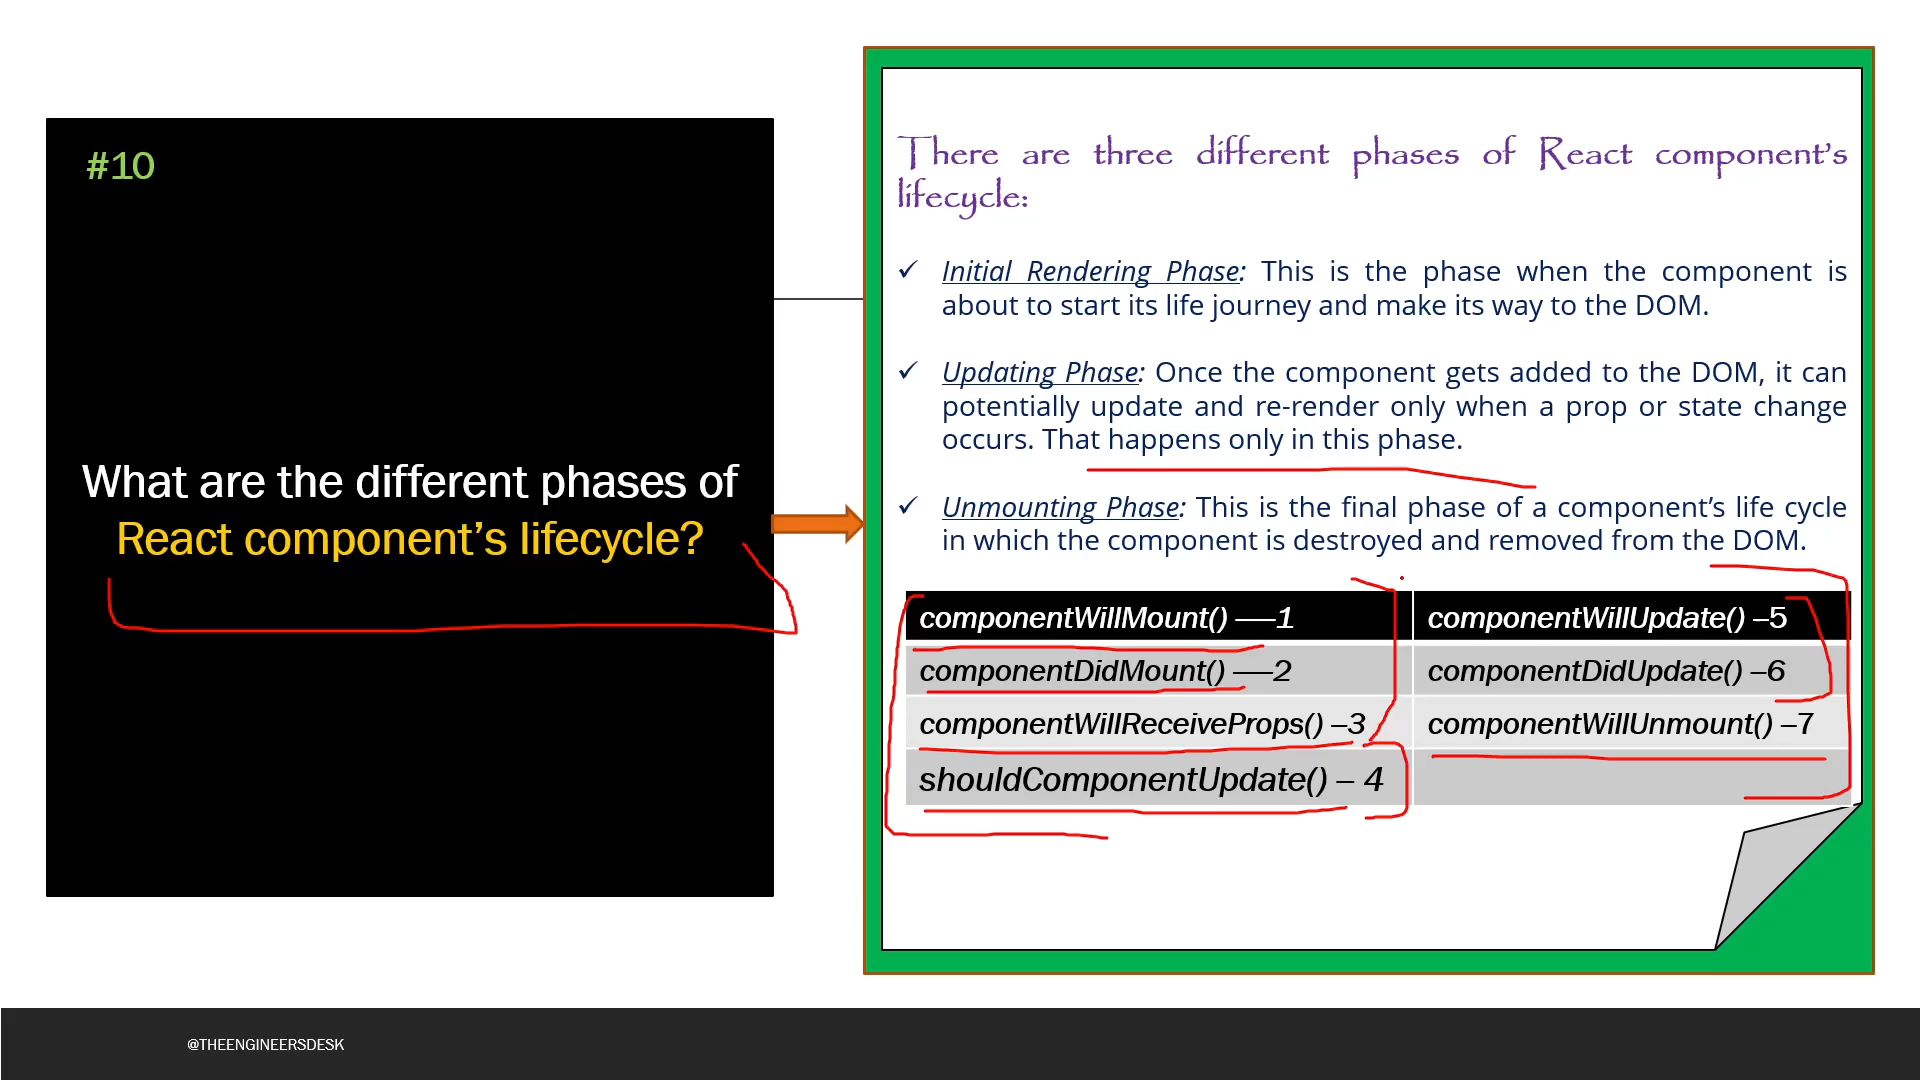 #10
What are the different phases of
React component's lifecycle?
There are three different phases of React component's
lifecycle:
✓ Initial Rendering Phase: This is the phase when the component is
about to start its life journey and make its way to the DOM.
✓ Updating Phase: Once the component gets added to the DOM, it can
potentially update and re-render only when a prop or state change
occurs. That happens only in this phase.
✓ Unmounting Phase: This is the final phase of a component’s life cycle
in which the component is destroyed and removed from the DOM.
componentWillMount() ––1 componentWillUpdate() –5
componentDidMount() ––2 componentDidUpdate() –6
componentWillReceiveProps() –3 componentWillUnmount() –7
shouldComponentUpdate() – 4
@THEENGINEERSDESK